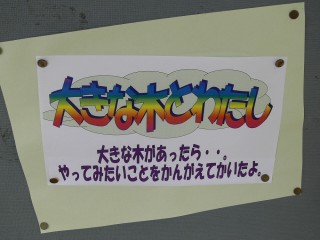 大きな木とわたし
大きな木があったら・・。
やってみたいことをかんがえてかいたよ。